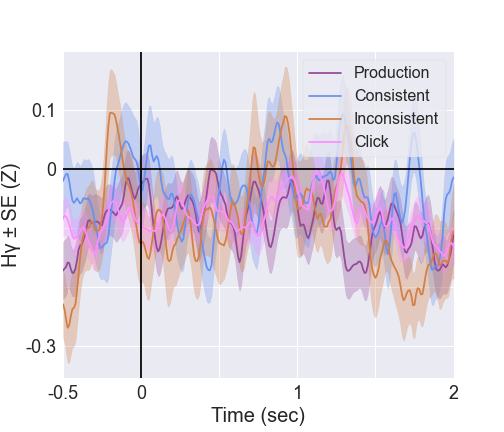 Production
Consistent
Inconsistent
Click
0.1
0
-0.3
Hγ ± SE (Z)
-0.5
0
1
2
Time (sec)